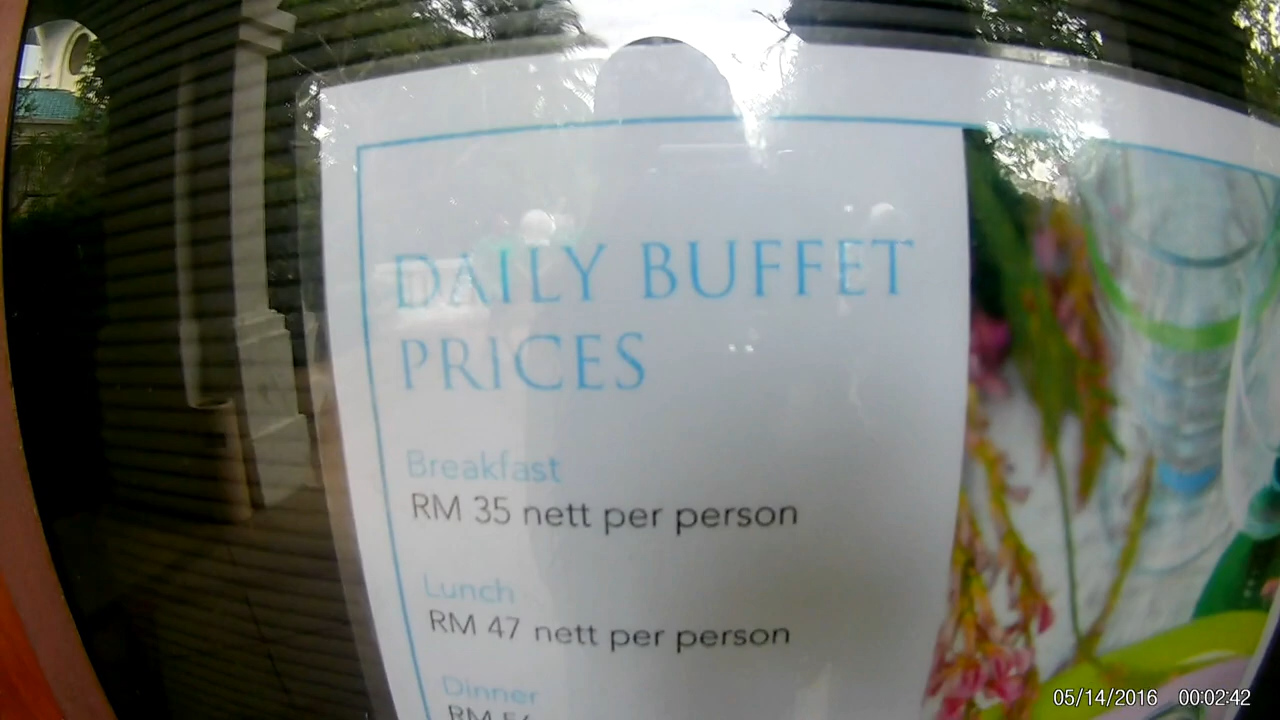 DAILY BUFFET
PRICES
Breakfast
RM 35 nett per person
Lunch
RM 47 nett per person
Dinner
RM
05/14/2016 00:02:42